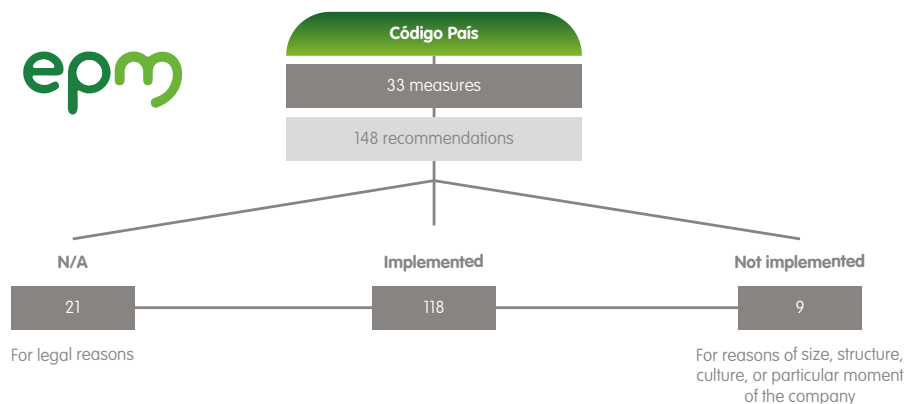 epm
Código País
33 measures
148 recommendations
N/A
Implemented
Not implemented
21
118
9
For legal reasons
For reasons of size, structure,
culture, or particular moment
of the company